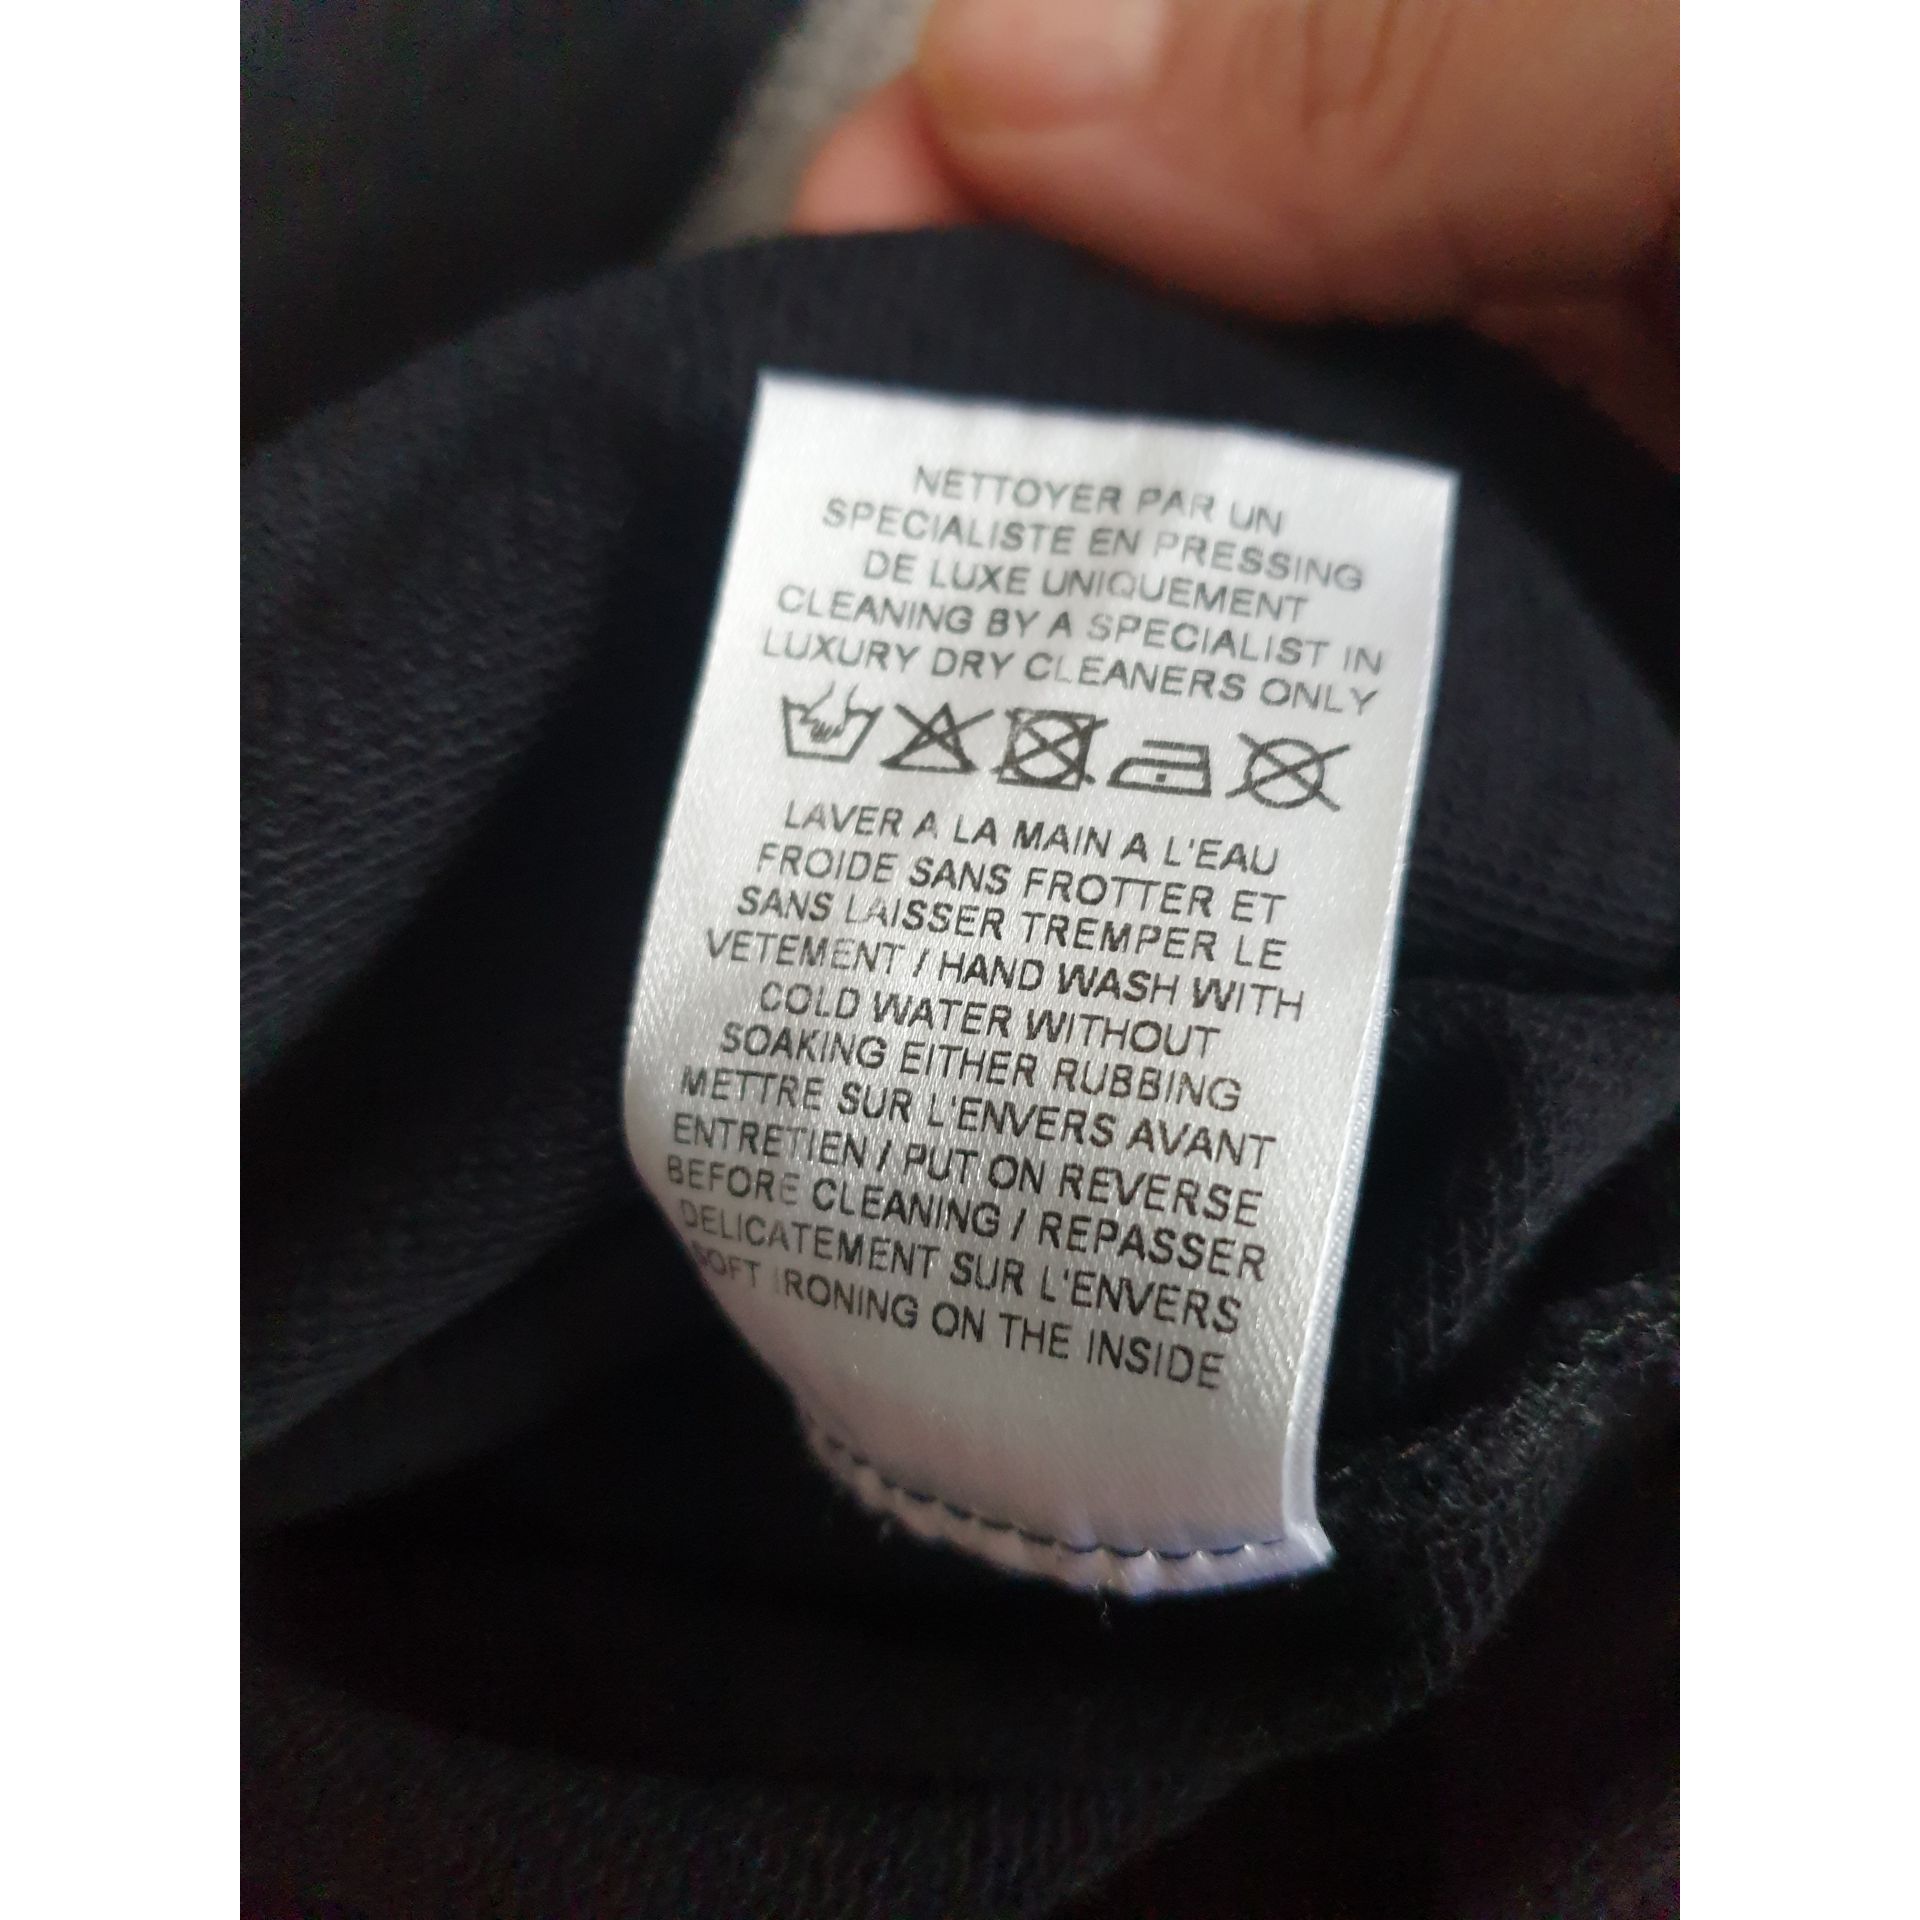 NETTOYER PAR UN
SPECIALISTE EN PRESSING
DE LUXE UNIQUEMENT
CLEANING BY A SPECIALIST IN
LUXURY DRY CLEANERS ONLY
LAVER A LA MAIN A L'EAU
FROIDE SANS FROTTER ET
SANS LAISSER TREMPER LE
VETEMENT / HAND WASH WITH
COLD WATER WITHOUT
SOAKING EITHER RUBBING
METTRE SUR L'ENVERS AVANT
ENTRETIEN / PUT ON REVERSE
BEFORE CLEANING / REPASSER
DELICATEMENT SUR L'ENVERS
SOFT IRONING ON THE INSIDE